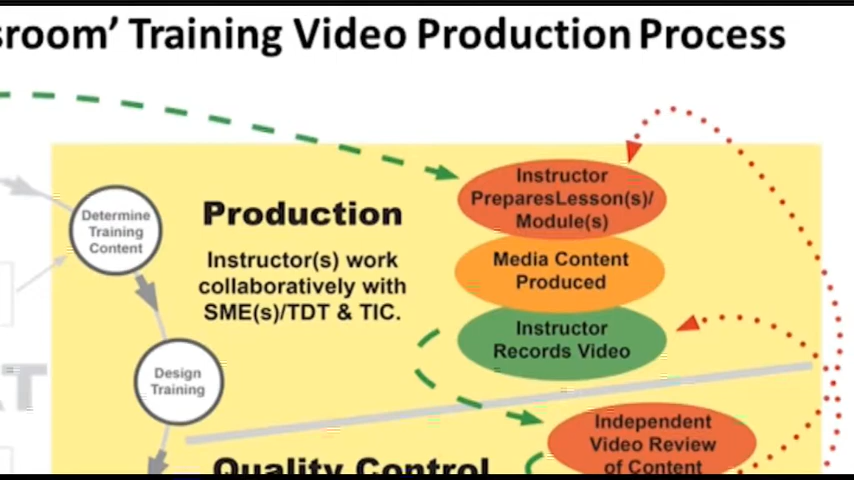 sroom’ Training Video Production Process
Instructor
PreparesLesson(s)/
Module(s)
Determine
Training
Content
Production
Instructor(s) work
collaboratively with
SME(s)/TDT & TIC.
Media Content
Produced
Instructor
Records Video
Design
Training
AT
Independent
Video Review
of Content
Quality Control